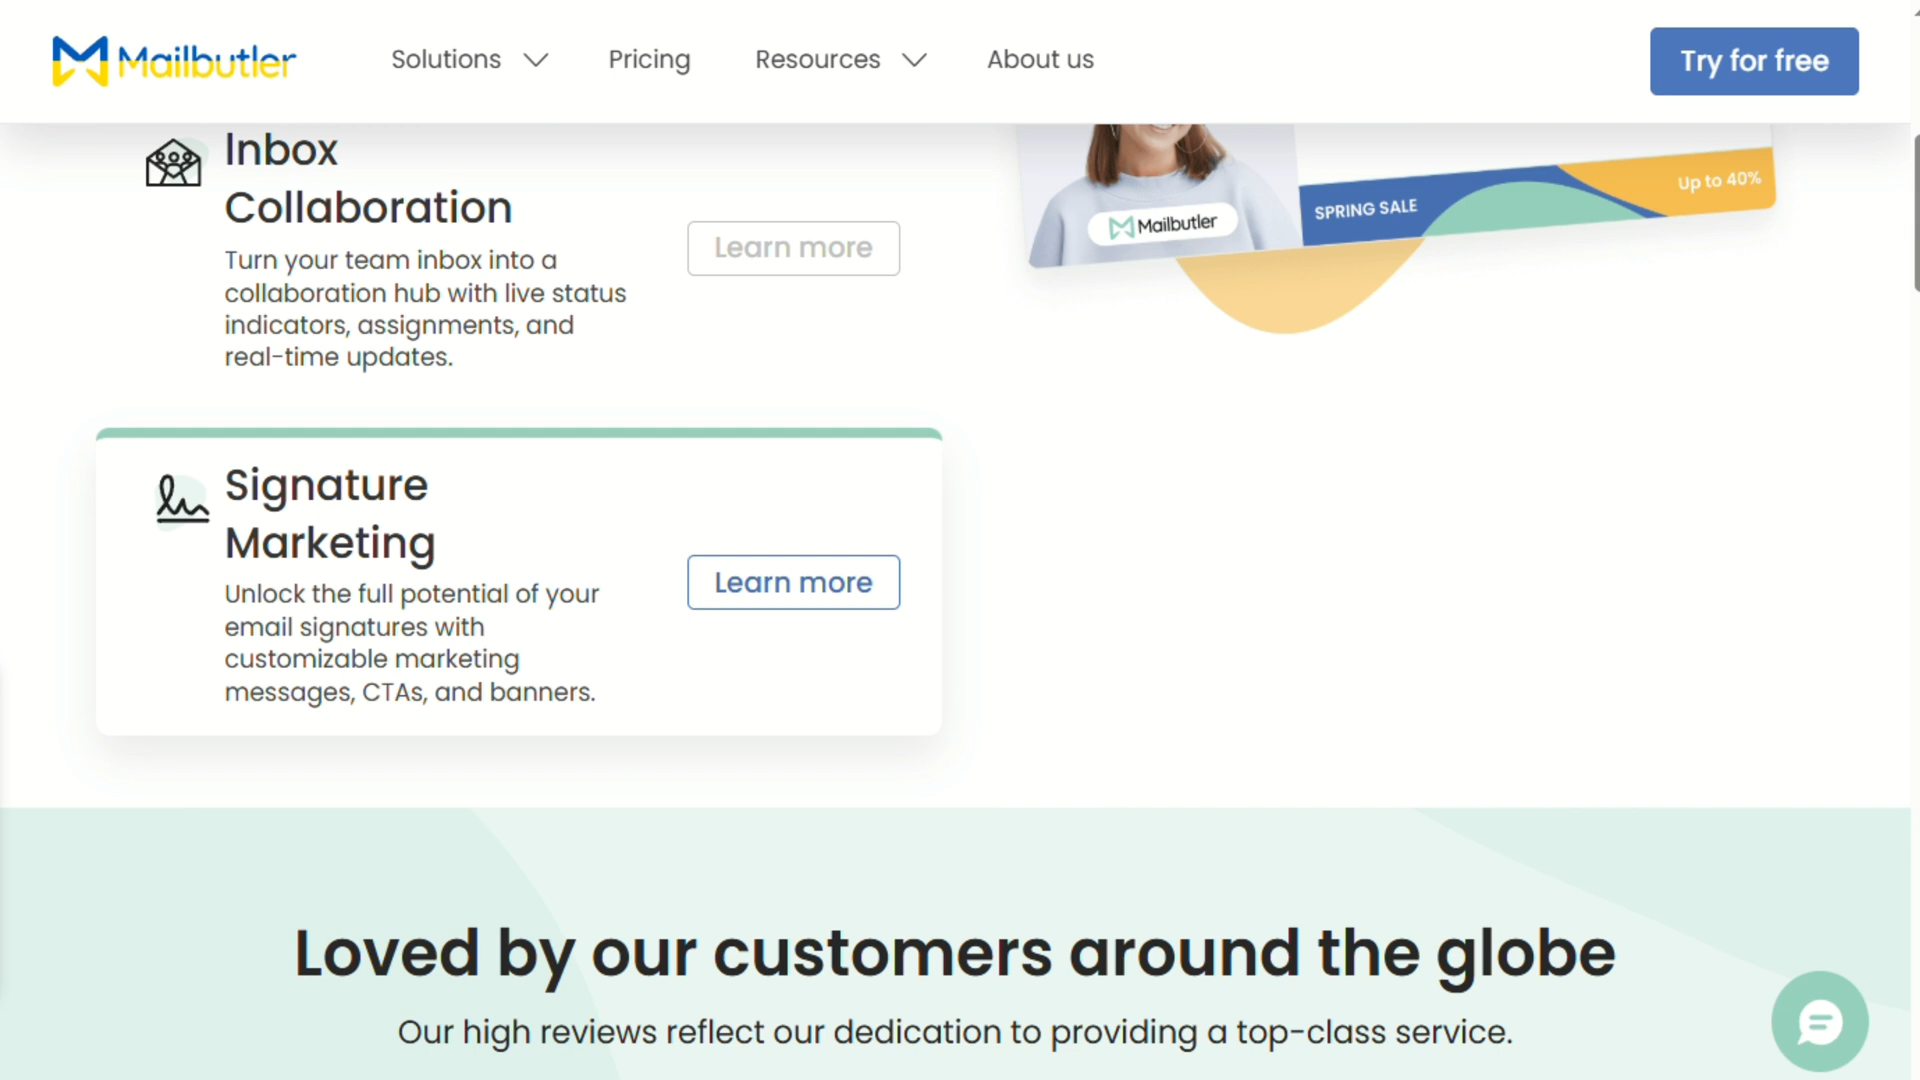 Mailbutler
Solutions
Pricing
Resources
About us
Try for free
Inbox
Collaboration
Turn your team inbox into a
collaboration hub with live status
indicators, assignments, and
real-time updates.
Learn more
Mailbutler
SPRING SALE
Up to 40%
Signature
Marketing
Unlock the full potential of your
email signatures with
customizable marketing
messages, CTAs, and banners.
Learn more
Loved by our customers around the globe
Our high reviews reflect our dedication to providing a top-class service.